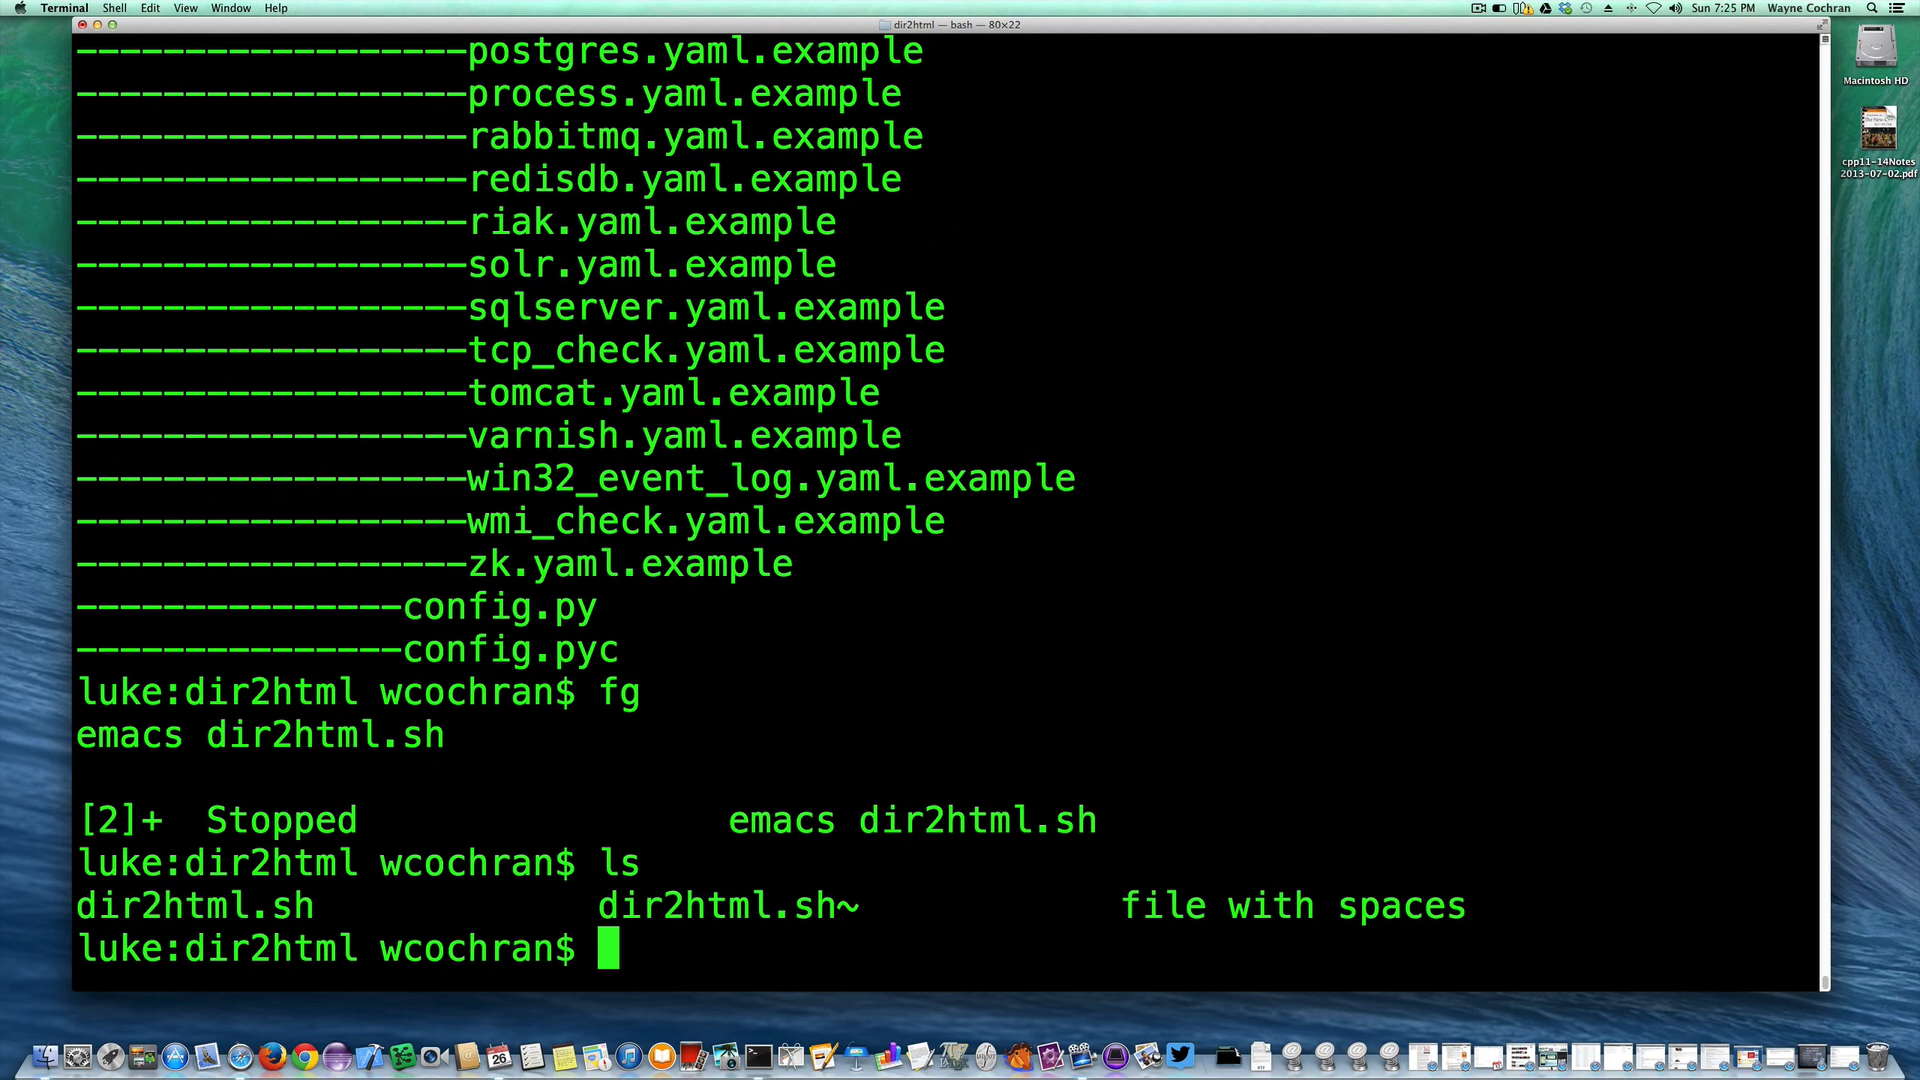 Terminal Shell Edit View Window Help
Sun 7:25 PM Wayne Cochran
dir2html — bash — 80×22
------------------postgres.yaml.example
------------------process.yaml.example
------------------rabbitmq.yaml.example
------------------redisdb.yaml.example
------------------riak.yaml.example
------------------solr.yaml.example
------------------sqlserver.yaml.example
------------------tcp_check.yaml.example
------------------tomcat.yaml.example
------------------varnish.yaml.example
------------------win32_event_log.yaml.example
------------------wmi_check.yaml.example
------------------zk.yaml.example
---------------config.py
---------------config.pyc
luke:dir2html wcochran$ fg
emacs dir2html.sh
[2]+  Stopped                 emacs dir2html.sh
luke:dir2html wcochran$ ls
dir2html.sh             dir2html.sh~            file with spaces
luke:dir2html wcochran$
Macintosh HD
cpp11-14Notes
2013-07-02.pdf
26